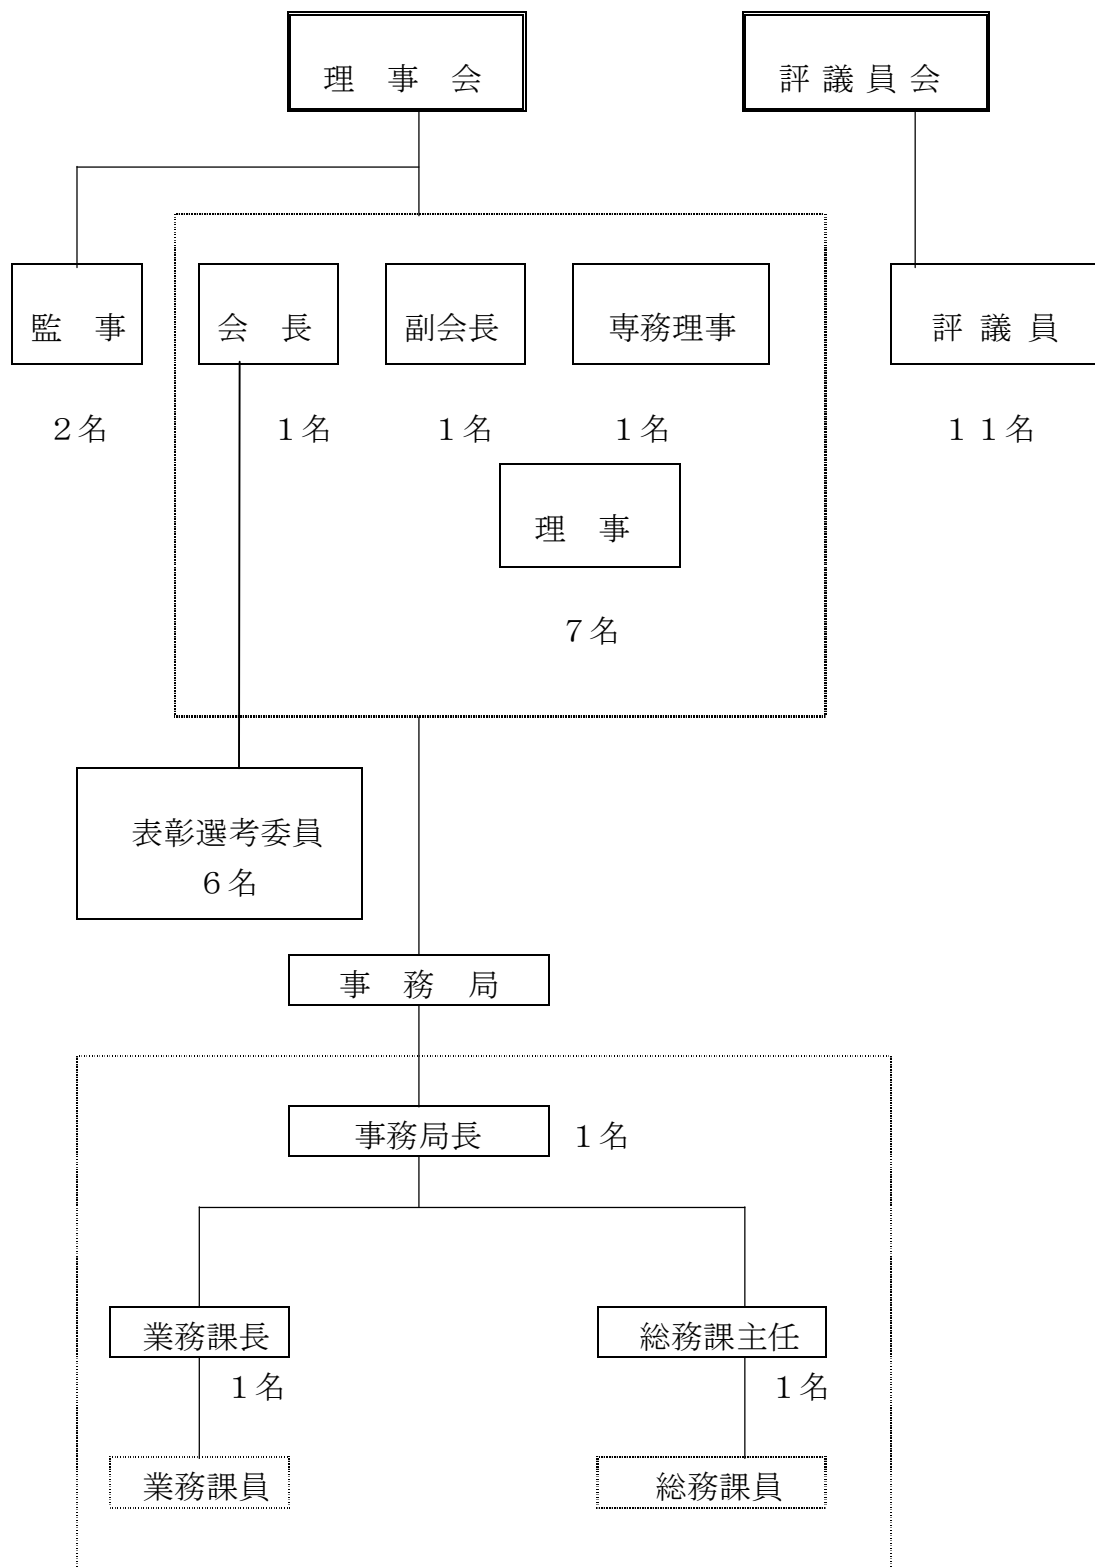 理　事　会
評 議 員 会
監　事
会　長
副会長
専務理事
評 議 員
２名
１名
１名
１名
１１名
理　事
７名
表彰選考委員
６名
事　務　局
事務局長
１名
業務課長
総務課主任
１名
１名
業務課員
総務課員